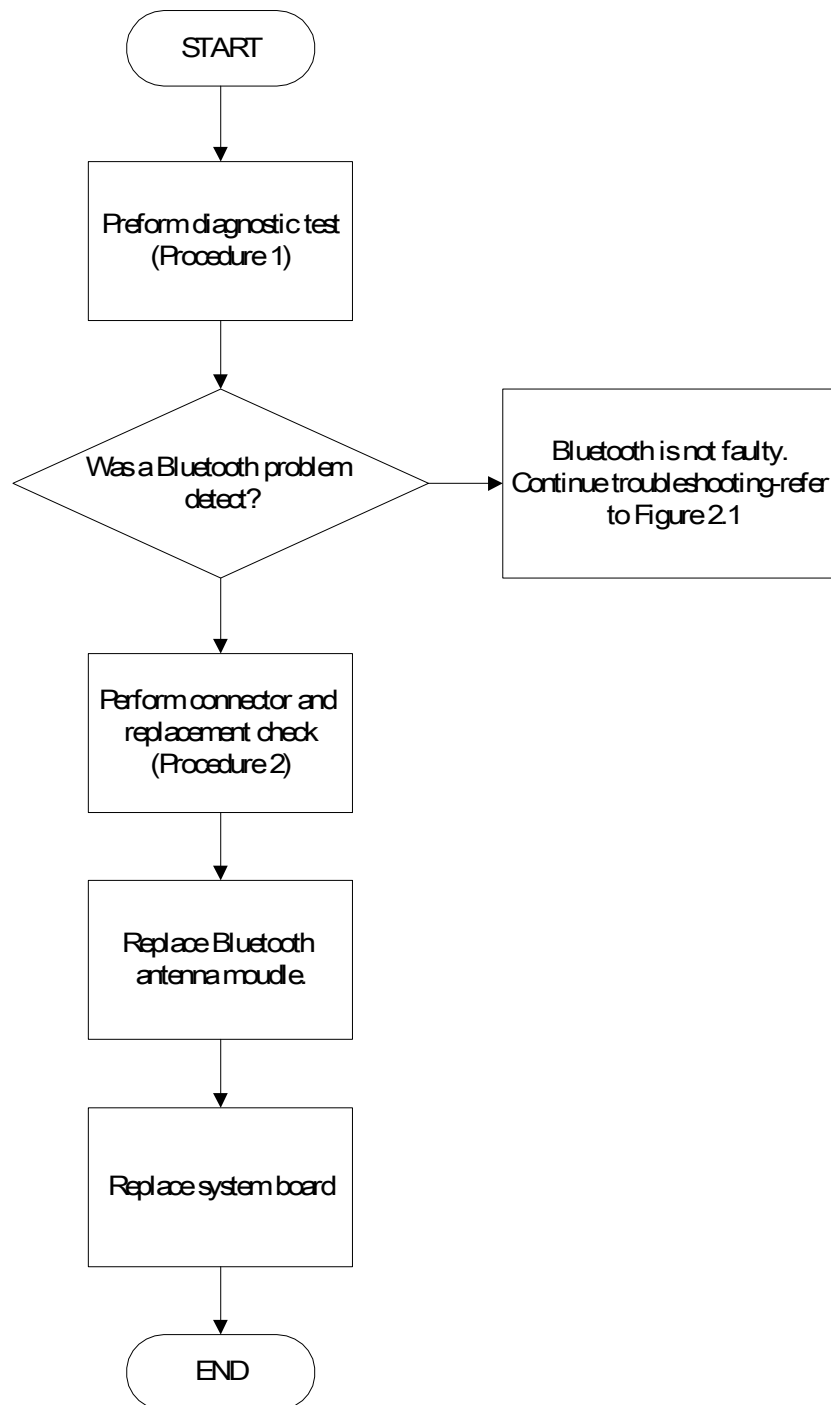 START
Preform diagnostic test
(Procedure 1)
Was a Bluetooth problem
detect?
Bluetooth is not faulty.
Continue troubleshooting-refer
to Figure 2.1
Perform connector and
replacement check
(Procedure 2)
Replace Bluetooth
antenna moudle.
Replace system board
END